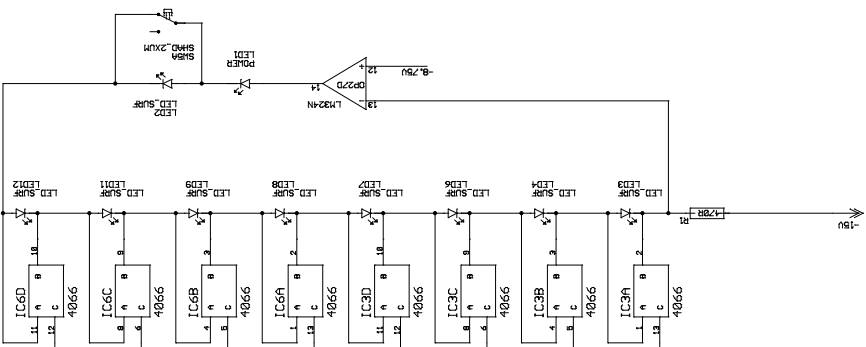 SW5A
SHAD_2XUM
POWER
LED1
LED2
LED_SURF
OP27D
LM324N
14
12
13
+
-
-8.75V
LED12
LED_SURF
LED11
LED_SURF
LED9
LED_SURF
LED8
LED_SURF
LED7
LED_SURF
LED6
LED_SURF
LED4
LED_SURF
LED3
LED_SURF
R1
470R
-15V
10
9
3
2
10
9
3
2
IC6D
B
A
C
4066
IC6C
B
A
C
4066
IC6B
B
A
C
4066
IC6A
B
A
C
4066
IC3D
B
A
C
4066
IC3C
B
A
C
4066
IC3B
B
A
C
4066
IC3A
B
A
C
4066
11
12
8
6
4
5
1
13
11
12
8
6
4
5
1
13